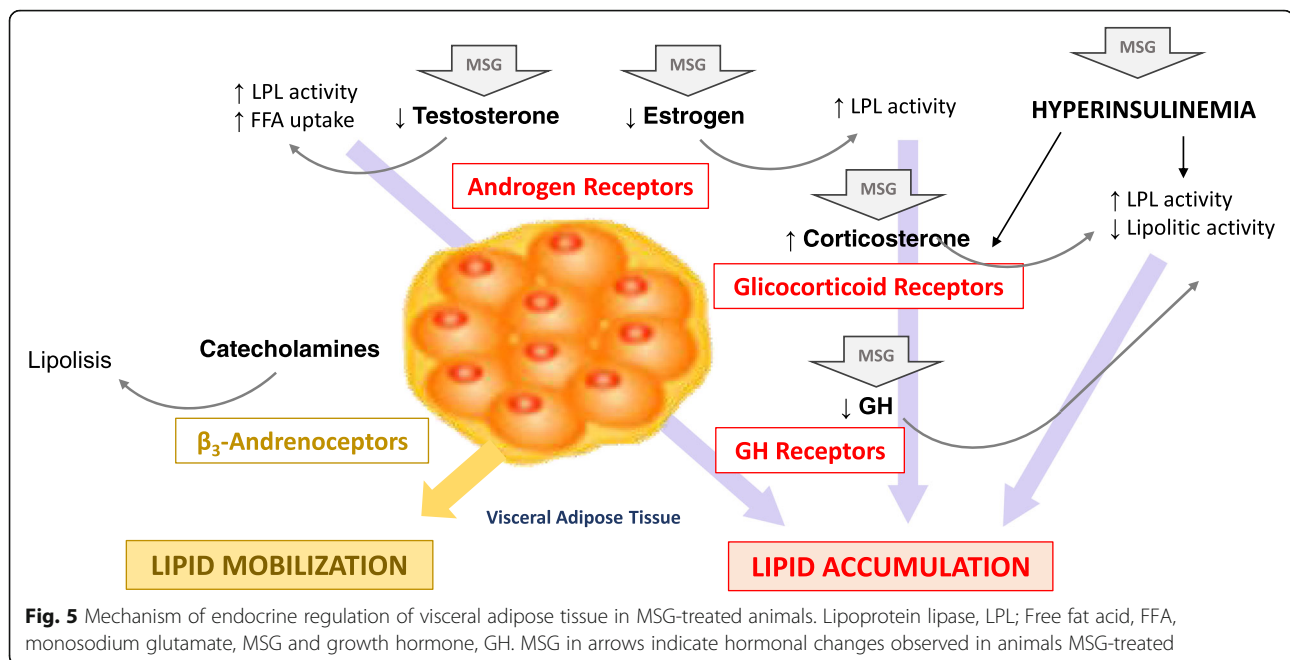 MSG
MSG
MSG
↑ LPL activity
↑ FFA uptake
↓ Testosterone
↓ Estrogen
↑ LPL activity
HYPERINSULINEMIA
Androgen Receptors
MSG
↑ LPL activity
↓ Lipolitic activity
↑ Corticosterone
Glicocorticoid Receptors
Lipolisis
Catecholamines
MSG
↓ GH
β₃-Andrenoceptors
GH Receptors
Visceral Adipose Tissue
LIPID MOBILIZATION
LIPID ACCUMULATION
Fig. 5 Mechanism of endocrine regulation of visceral adipose tissue in MSG-treated animals. Lipoprotein lipase, LPL; Free fat acid, FFA,
monosodium glutamate, MSG and growth hormone, GH. MSG in arrows indicate hormonal changes observed in animals MSG-treated